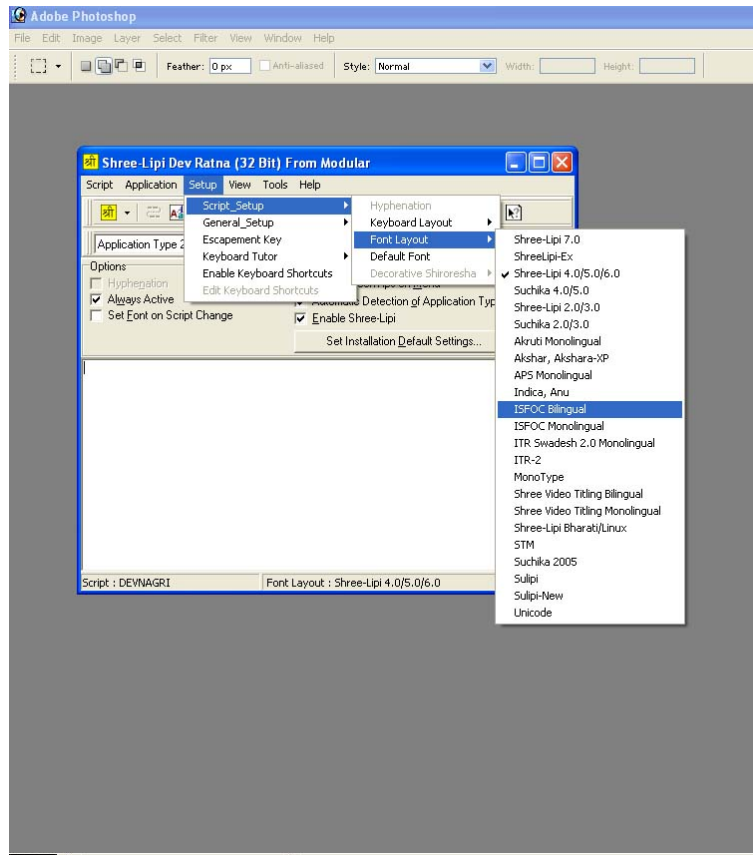 Adobe Photoshop
File Edit Image Layer Select Filter View Window Help
Feather: 0 px Anti-aliased Style: Normal Width: Height:
श्री Shree-Lipi Dev Ratna (32 Bit) From Modular
Script Application Setup View Tools Help
श्री
Application Type 2
Options
Hyphenation
Always Active
Set Font on Script Change
Automatic Detection of Application Typ
Enable Shree-Lipi
Set Installation Default Settings...
Script_Setup
General_Setup
Escapement Key
Keyboard Tutor
Enable Keyboard Shortcuts
Edit Keyboard Shortcuts
Hyphenation
Keyboard Layout
Font Layout
Default Font
Decorative Shiroresha
Shree-Lipi 7.0
ShreeLipi-Ex
Shree-Lipi 4.0/5.0/6.0
Suchika 4.0/5.0
Shree-Lipi 2.0/3.0
Suchika 2.0/3.0
Akruti Monolingual
Akshar, Akshara-XP
APS Monolingual
Indica, Anu
ISFOC Bilingual
ISFOC Monolingual
ITR Swadesh 2.0 Monolingual
ITR-2
MonoType
Shree Video Titling Bilingual
Shree Video Titling Monolingual
Shree-Lipi Bharati/Linux
STM
Suchika 2005
Sulipi
Sulipi-New
Unicode
Script : DEVNAGRI Font Layout : Shree-Lipi 4.0/5.0/6.0